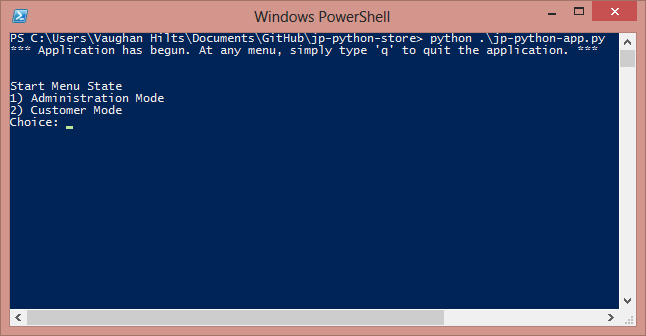 Windows PowerShell
PS C:\Users\Vaughan Hilts\Documents\GitHub\jp-python-store> python .\jp-python-app.py
*** Application has begun. At any menu, simply type 'q' to quit the application. ***
Start Menu State
1) Administration Mode
2) Customer Mode
Choice: